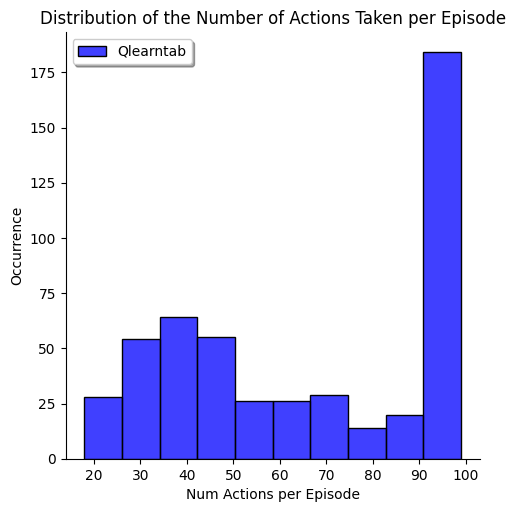 Distribution of the Number of Actions Taken per Episode
Qlearntab
175
150
125
100
75
50
25
0
Occurrence
20 30 40 50 60 70 80 90 100
Num Actions per Episode